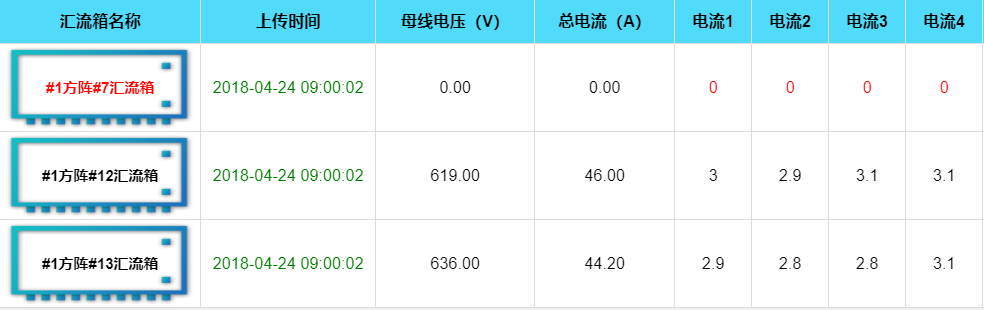 汇流箱名称 上传时间 母线电压（V） 总电流（A） 电流1 电流2 电流3 电流4
#1方阵#7汇流箱 2018-04-24 09:00:02 0.00 0.00 0 0 0 0
#1方阵#12汇流箱 2018-04-24 09:00:02 619.00 46.00 3 2.9 3.1 3.1
#1方阵#13汇流箱 2018-04-24 09:00:02 636.00 44.20 2.9 2.8 2.8 3.1